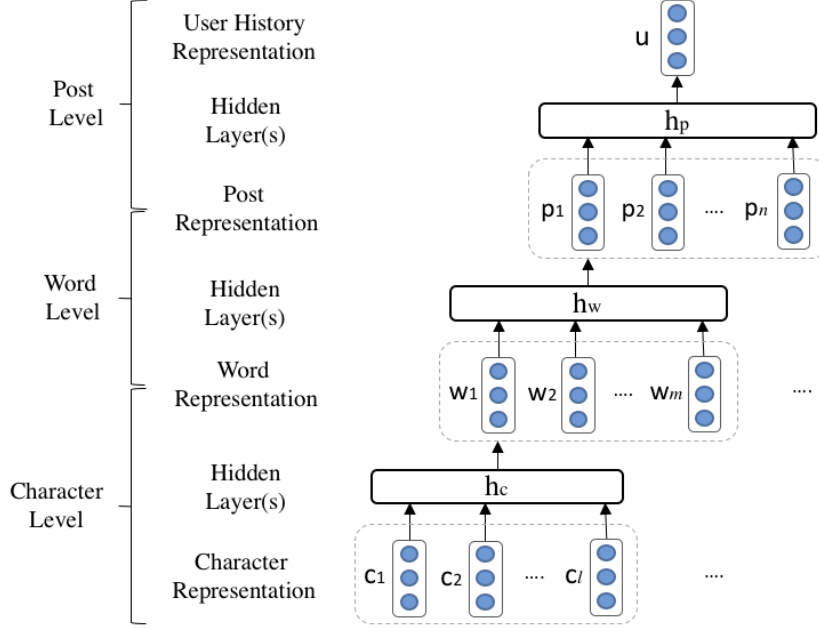 User History
Representation
u
Post
Level
Hidden
Layer(s)
hp
Post
Representation
p1 p2 .... pn
Word
Level
Hidden
Layer(s)
hw
Word
Representation
w1 w2 .... wm ....
Character
Level
Hidden
Layer(s)
hc
Character
Representation
c1 c2 .... cl ....